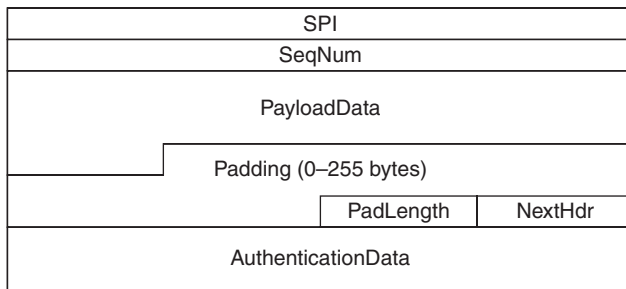 SPI
SeqNum
PayloadData
Padding (0–255 bytes)
PadLength NextHdr
AuthenticationData